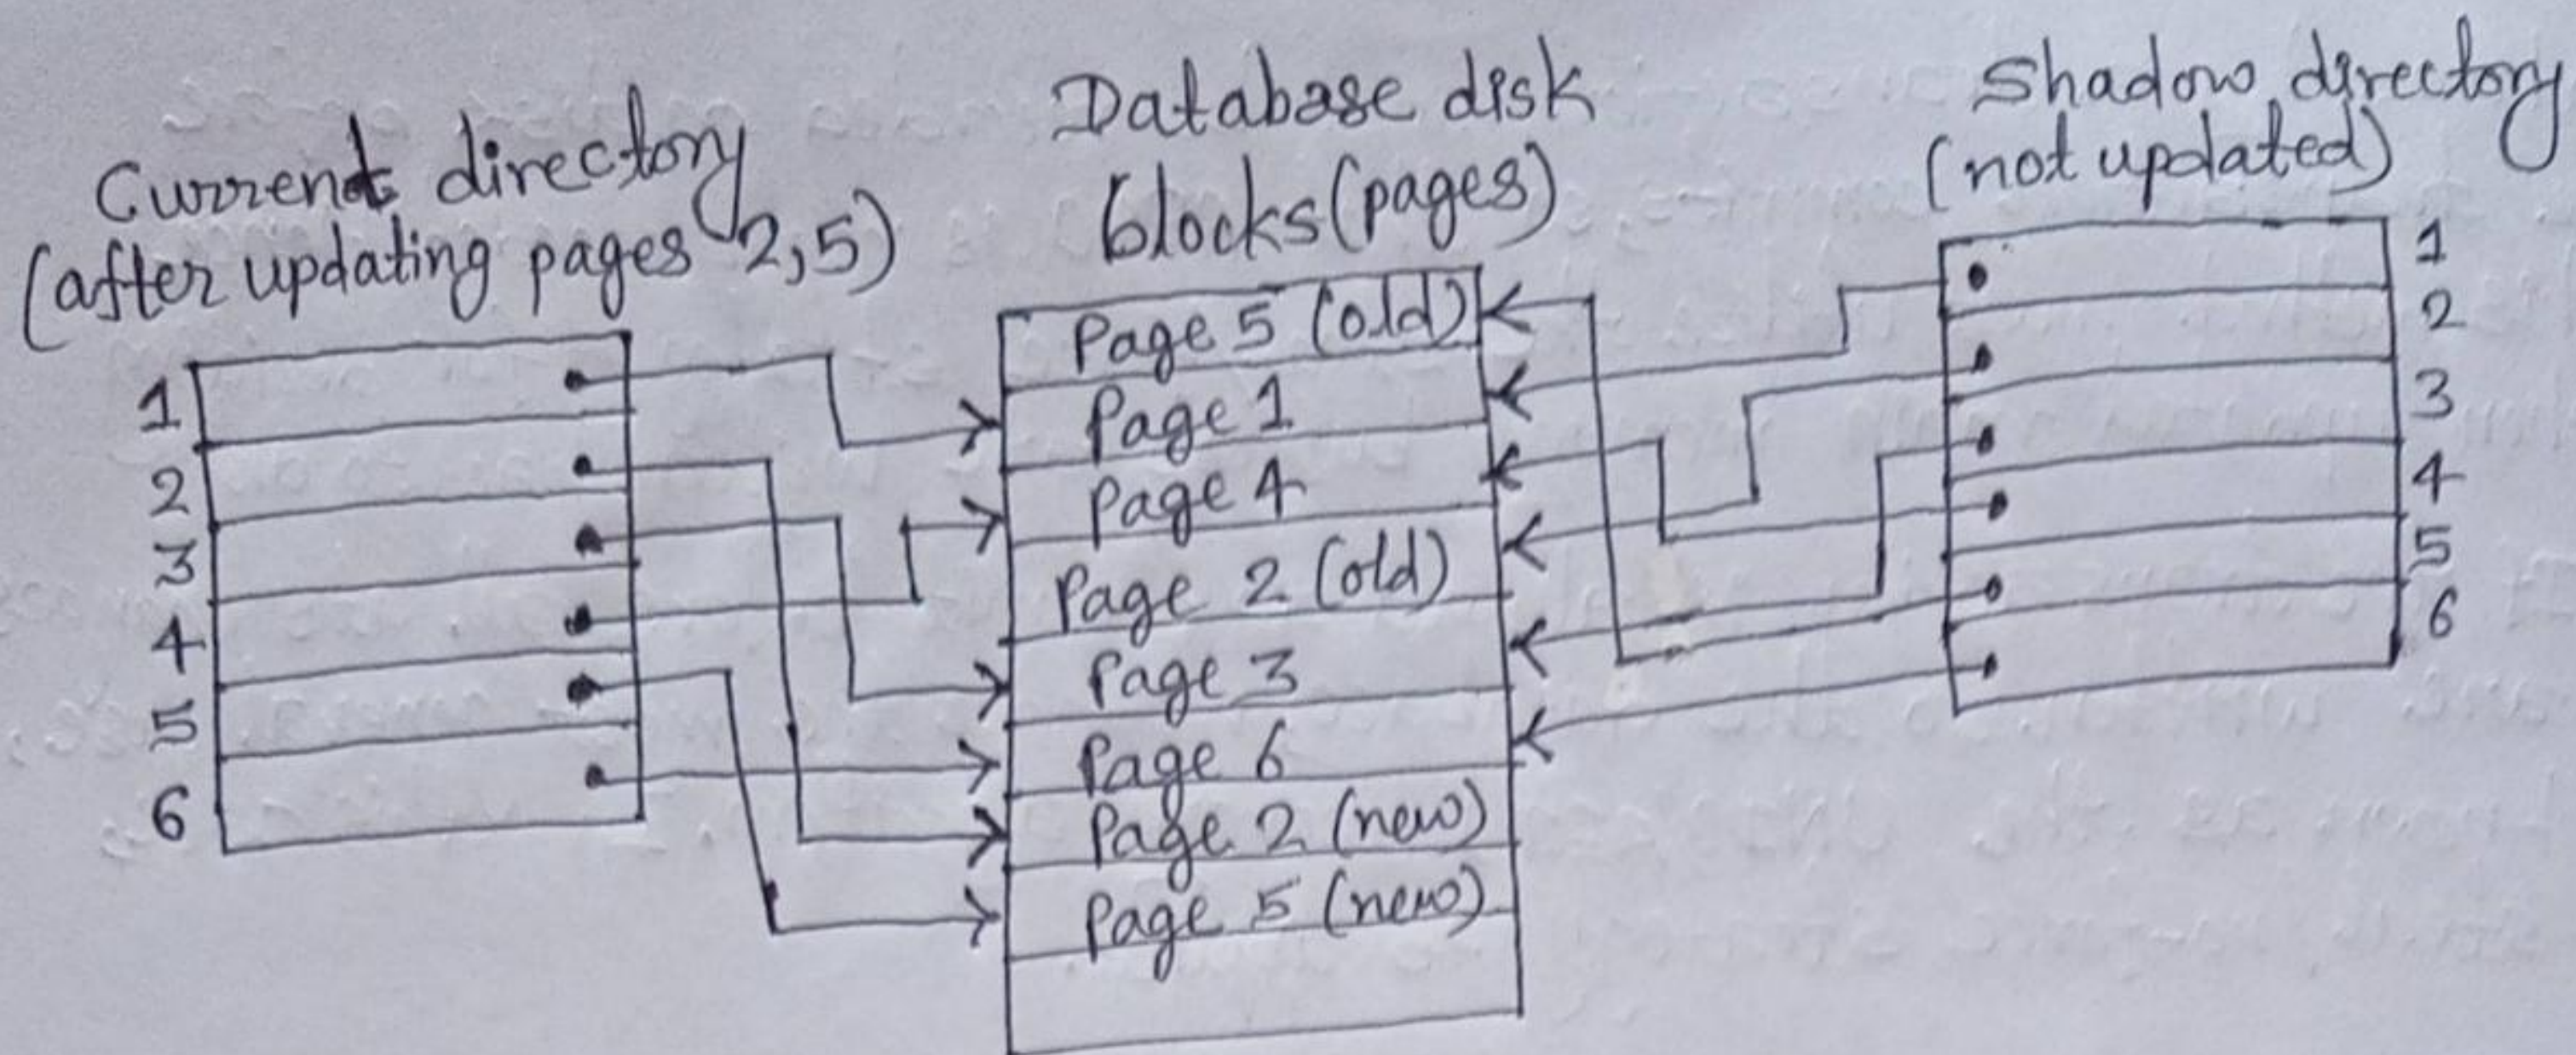 Current directory
(after updating pages 2,5)
1
2
3
4
5
6
Database disk
blocks (pages)
Page 5 (old)
Page 1
Page 4
Page 2 (old)
Page 3
Page 6
Page 2 (new)
Page 5 (new)
Shadow directory
(not updated)
1
2
3
4
5
6